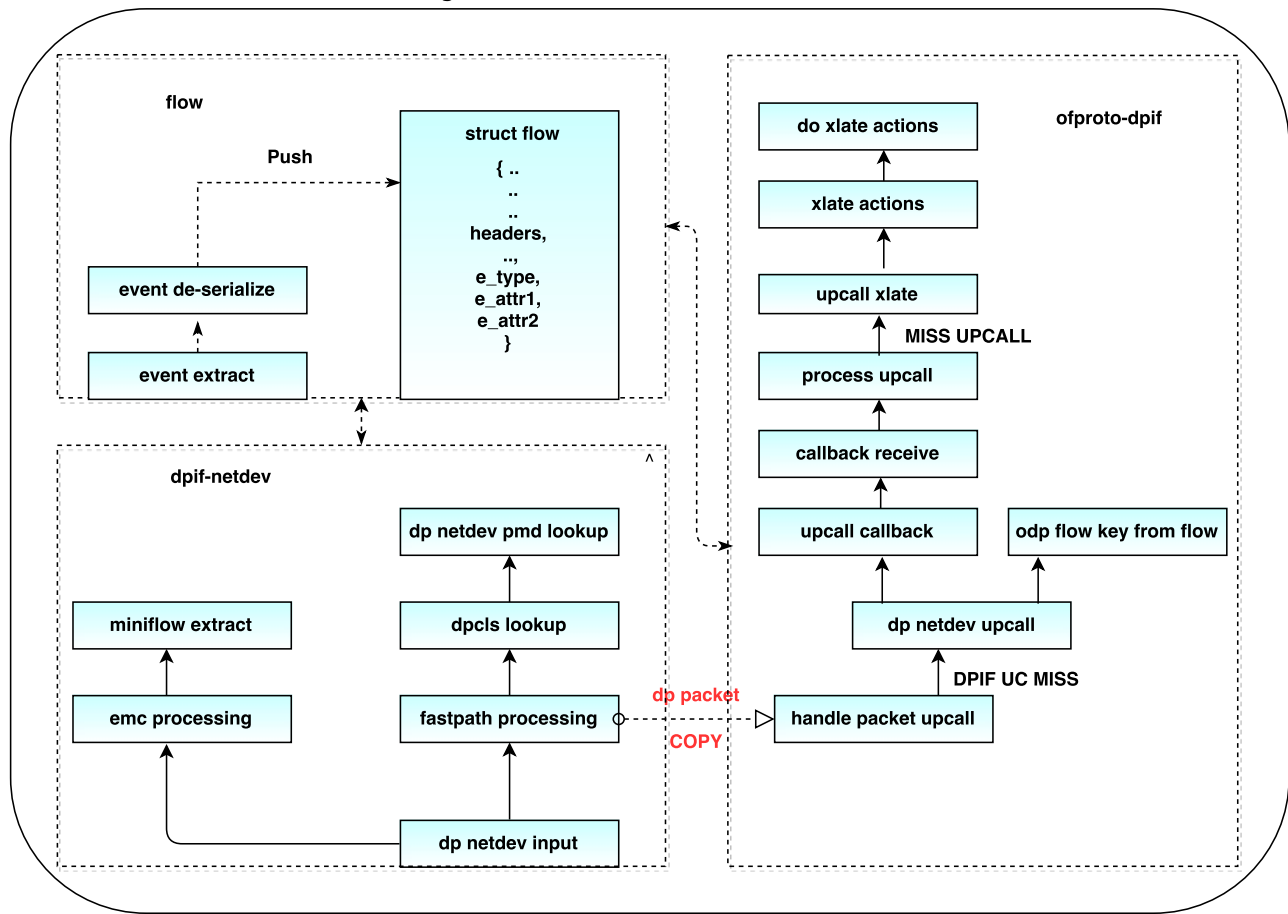 flow
Push
event de-serialize
event extract
struct flow
{ ..
..
..
headers,
..,
e_type,
e_attr1,
e_attr2
}
dpif-netdev
^
dp netdev pmd lookup
miniflow extract
dpcls lookup
emc processing
fastpath processing
dp netdev input
dp packet
COPY
ofproto-dpif
do xlate actions
xlate actions
upcall xlate
MISS UPCALL
process upcall
callback receive
upcall callback
odp flow key from flow
dp netdev upcall
DPIF UC MISS
handle packet upcall